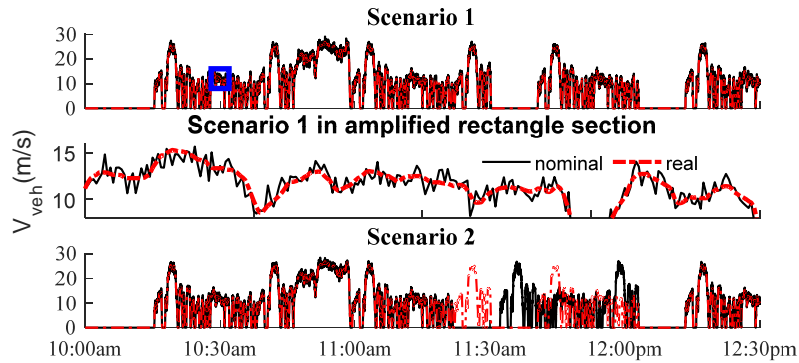 Scenario 1
30
20
10
0
Scenario 1 in amplified rectangle section
15
10
nominal real
V veh (m/s)
Scenario 2
30
20
10
0
10:00am 10:30am 11:00am 11:30am 12:00pm 12:30pm